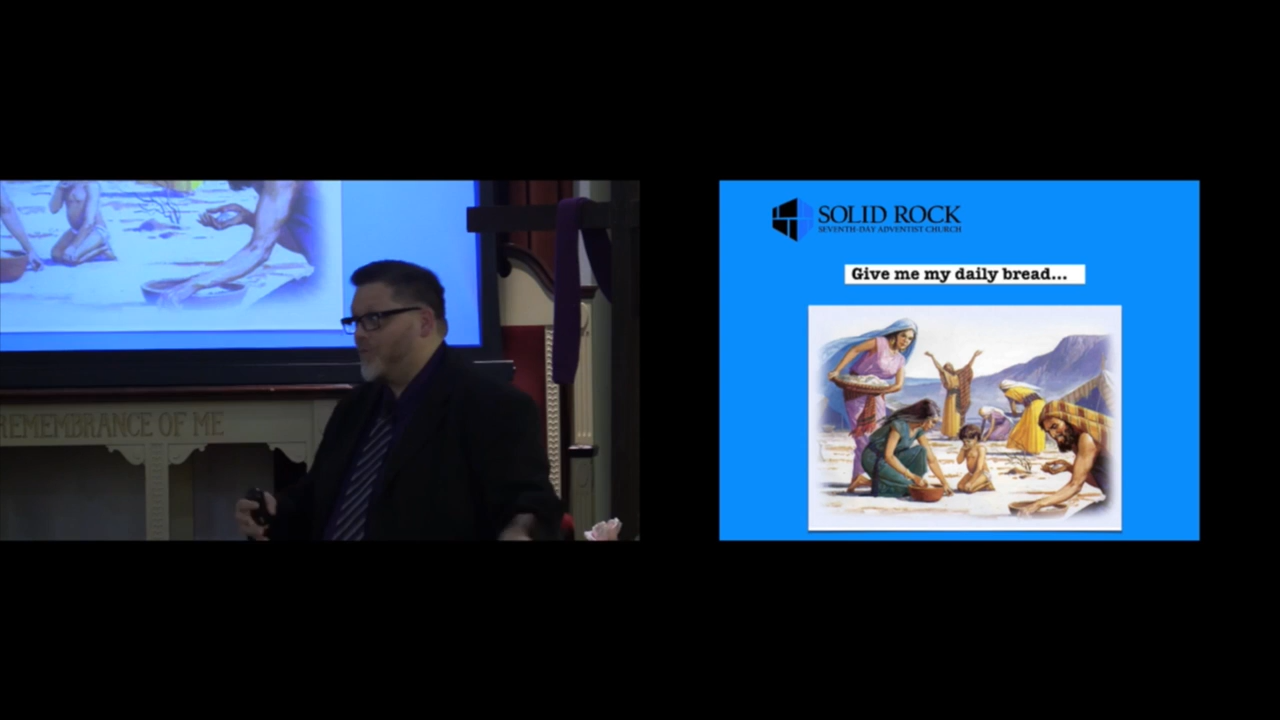 REMEMBRANCE OF ME
SOLID ROCK
SEVENTH-DAY ADVENTIST CHURCH
Give me my daily bread...